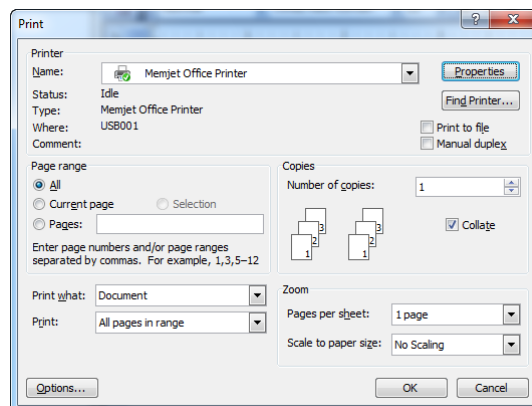 Print
Printer
Name: Memjet Office Printer Properties
Status: Idle
Type: Memjet Office Printer Find Printer...
Where: USB001 Print to file
Comment: Manual duplex
Page range
All
Current page Selection
Pages:
Enter page numbers and/or page ranges
separated by commas. For example, 1,3,5–12
Copies
Number of copies: 1
3 3
2 2
1 1
Collate
Print what: Document
Print: All pages in range
Zoom
Pages per sheet: 1 page
Scale to paper size: No Scaling
Options... OK Cancel